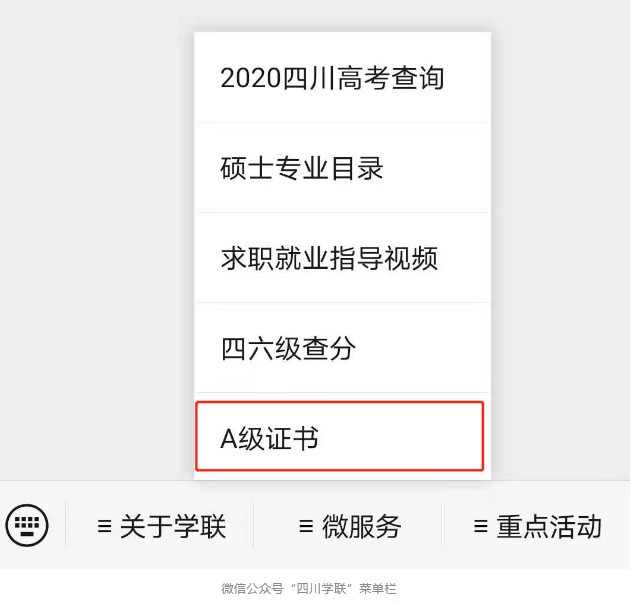 2020四川高考查询
硕士专业目录
求职就业指导视频
四六级查分
A级证书
≡ 关于学联
≡ 微服务
≡ 重点活动
微信公众号“四川学联”菜单栏